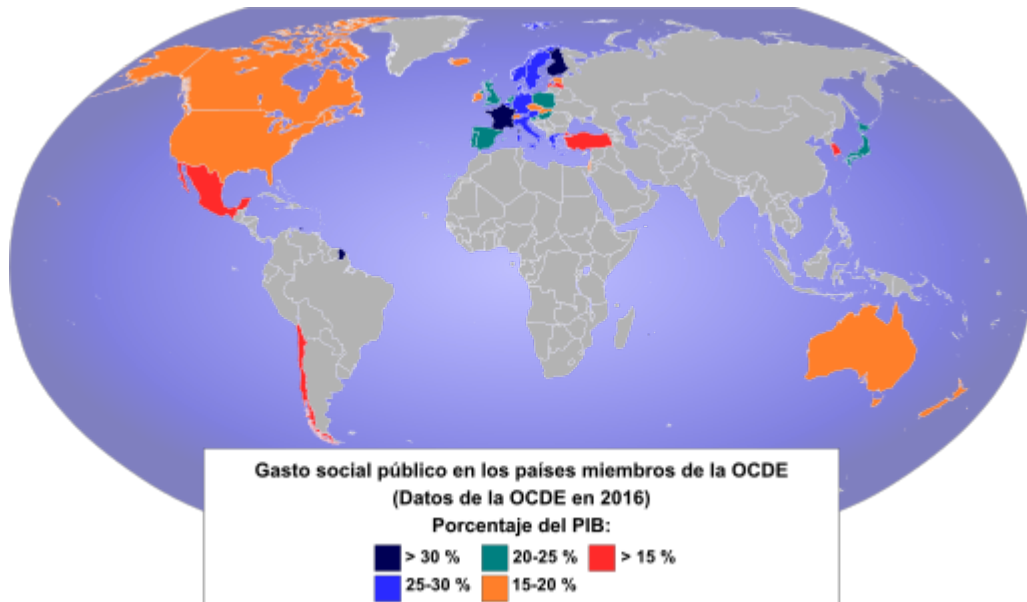 Gasto social público en los países miembros de la OCDE
(Datos de la OCDE en 2016)
Porcentaje del PIB:
> 30 % 20-25 % > 15 %
25-30 % 15-20 %